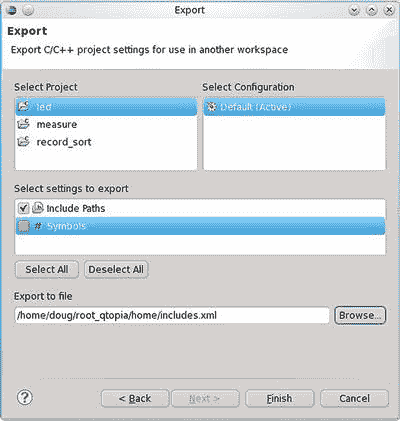 Export
Export
Export C/C++ project settings for use in another workspace
Select Project
Select Configuration
led
Default (Active)
measure
record_sort
Select settings to export
Include Paths
# Symbols
Select All
Deselect All
Export to file
/home/doug/root_qtopia/home/includes.xml
Browse...
?
< Back
Next >
Finish
Cancel